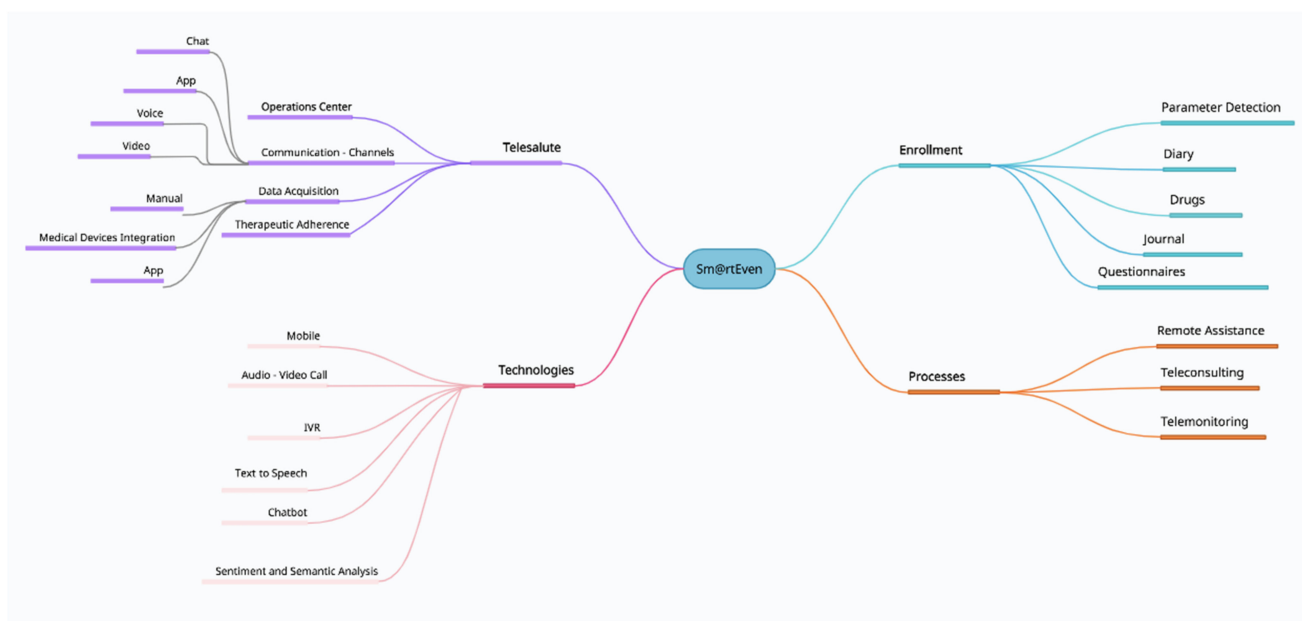 Sm@rtEven
Telesalute
Operations Center
Communication - Channels
Chat
App
Voice
Video
Data Acquisition
Manual
Medical Devices Integration
App
Therapeutic Adherence
Technologies
Mobile
Audio - Video Call
IVR
Text to Speech
Chatbot
Sentiment and Semantic Analysis
Enrollment
Parameter Detection
Diary
Drugs
Journal
Questionnaires
Processes
Remote Assistance
Teleconsulting
Telemonitoring